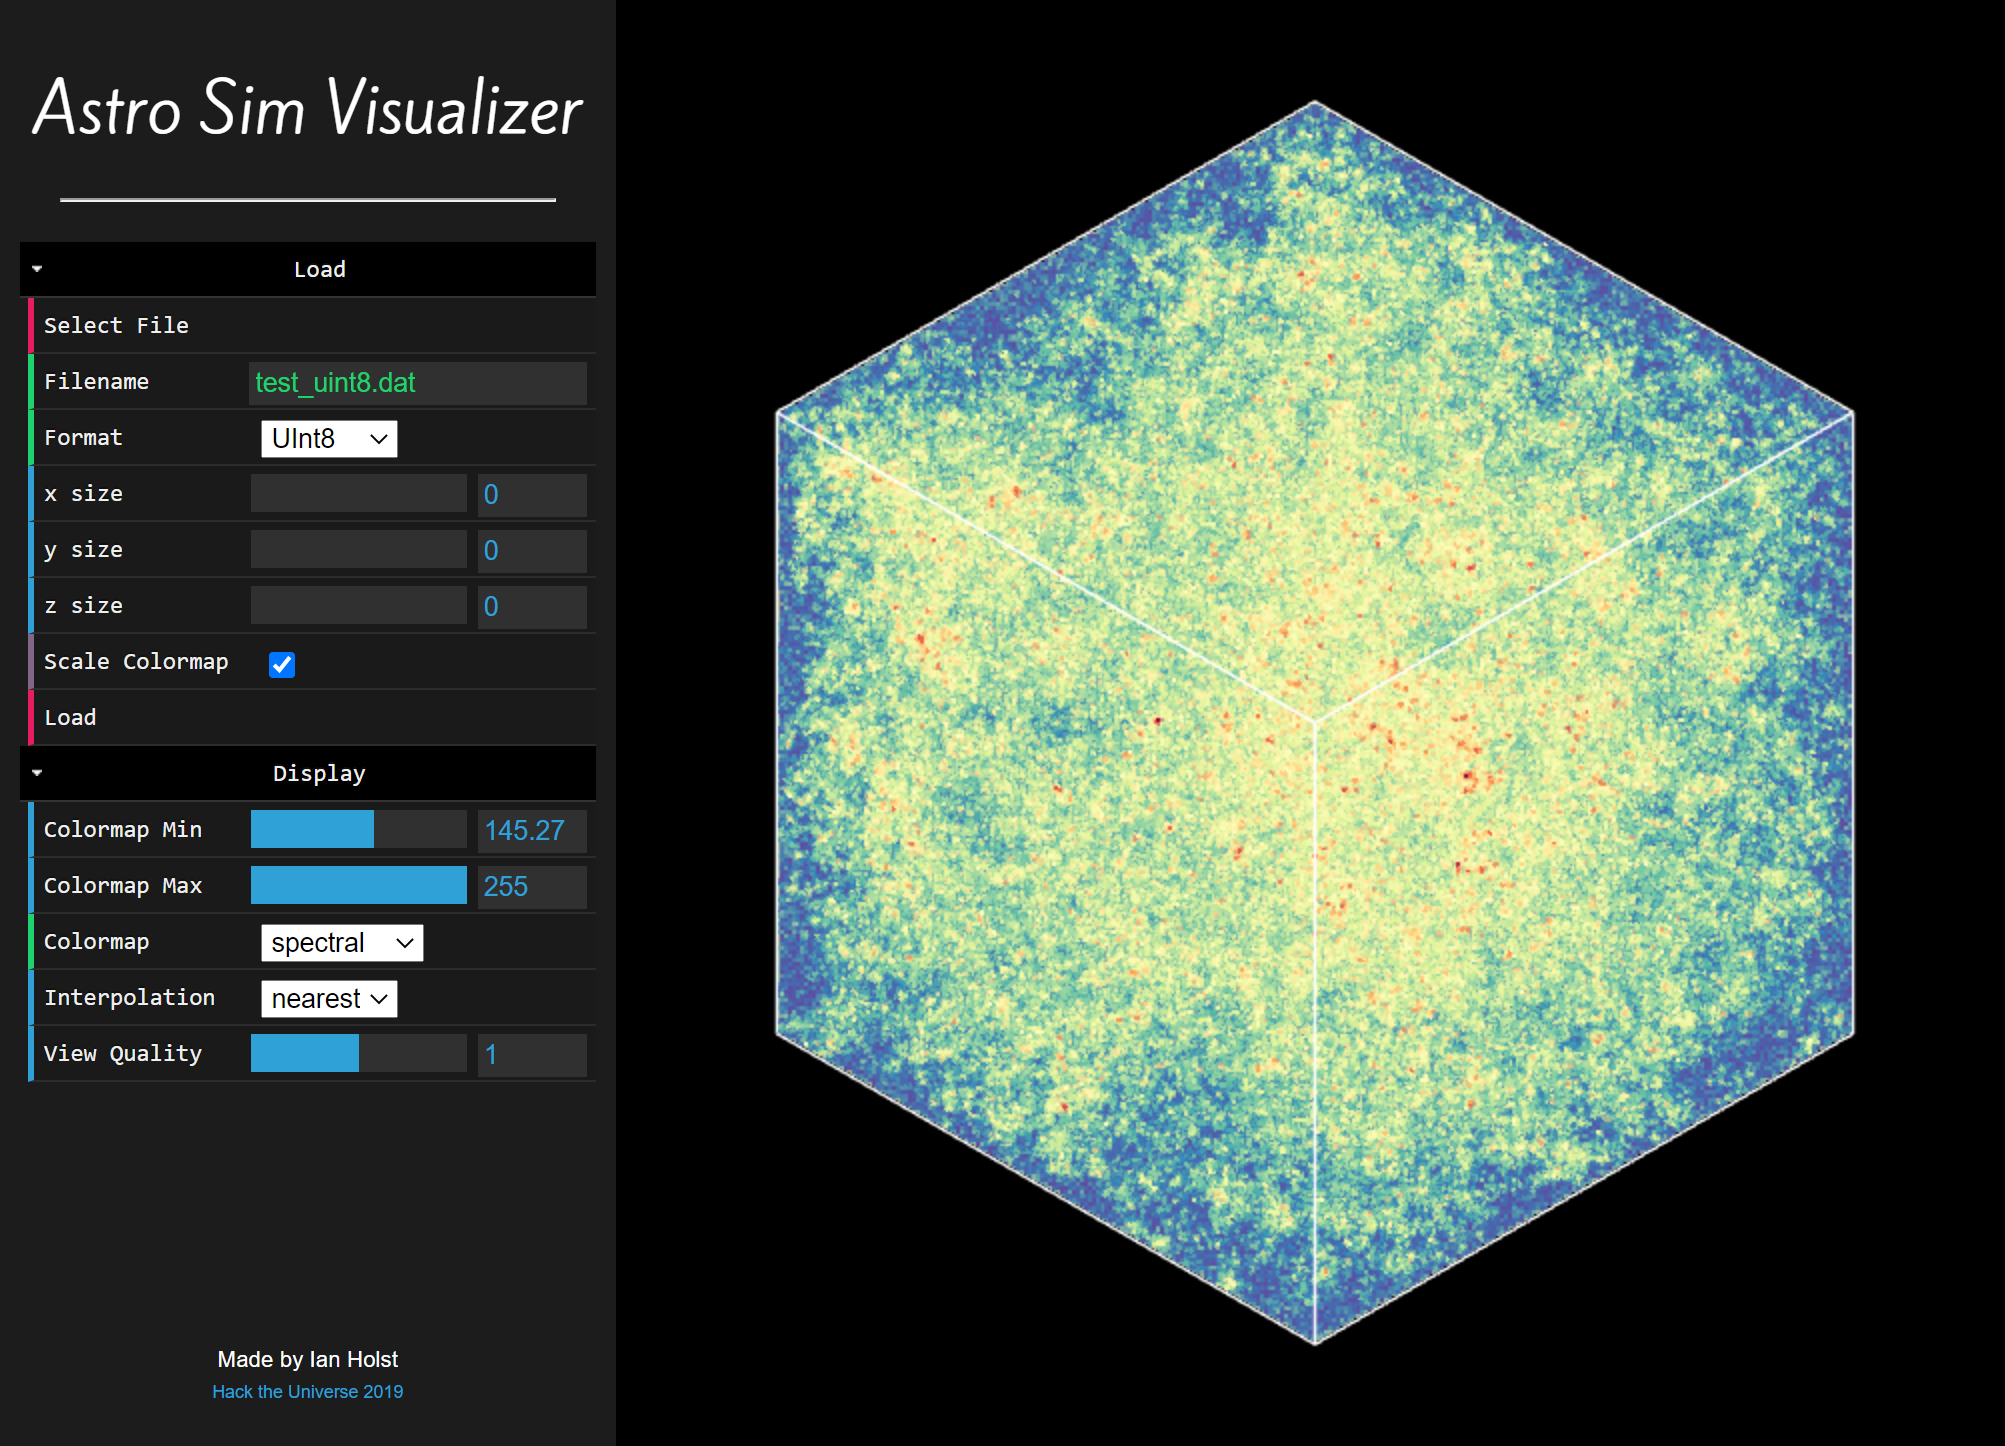 Astro Sim Visualizer
Load
Select File
Filename test_uint8.dat
Format UInt8
x size 0
y size 0
z size 0
Scale Colormap
Load
Display
Colormap Min 145.27
Colormap Max 255
Colormap spectral
Interpolation nearest
View Quality 1
Made by Ian Holst
Hack the Universe 2019